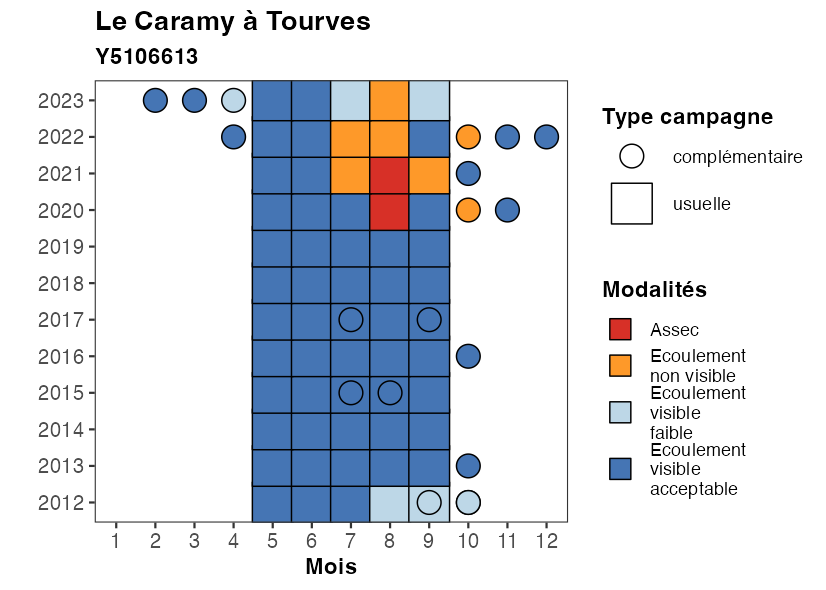 Le Caramy à Tourves
Y5106613
2023
2022
2021
2020
2019
2018
2017
2016
2015
2014
2013
2012
1 2 3 4 5 6 7 8 9 10 11 12
Mois
Type campagne
complémentaire
usuelle
Modalités
Assec
Ecoulement
non visible
Ecoulement
visible
faible
Ecoulement
visible
acceptable